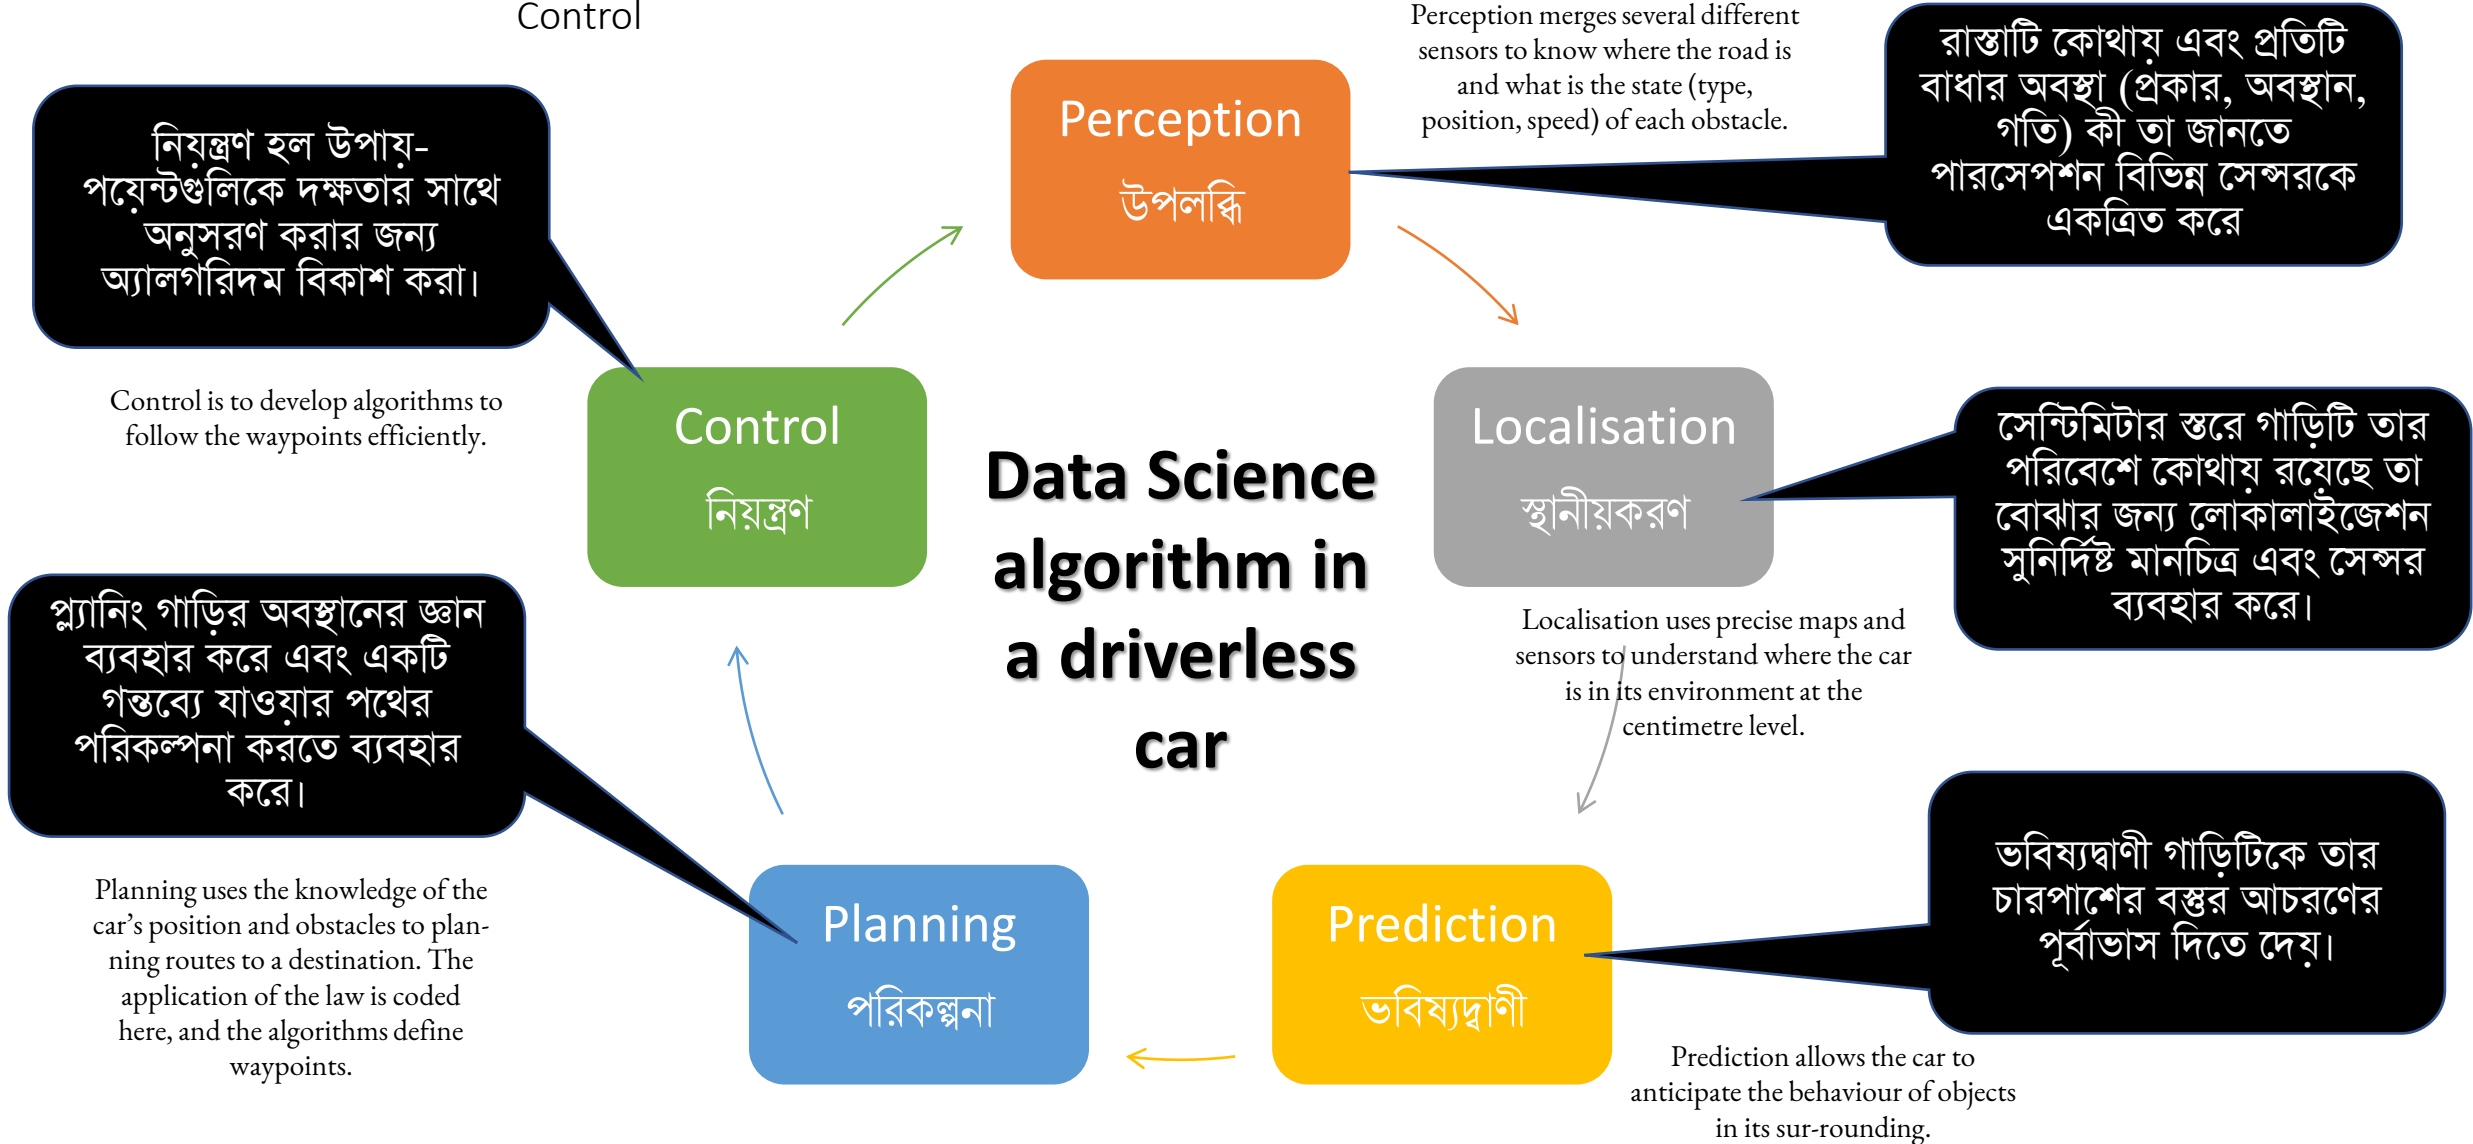 Control
Perception merges several different
sensors to know where the road is
and what is the state (type,
position, speed) of each obstacle.
রাস্তাটি কোথায় এবং প্রতিটি
বাধার অবস্থা (প্রকার, অবস্থান,
গতি) কী তা জানতে
পারসেপশন বিভিন্ন সেন্সরকে
একত্রিত করে
Perception
উপলব্ধি
নিয়ন্ত্রণ হল উপায়-
পয়েন্টগুলিকে দক্ষতার সাথে
অনুসরণ করার জন্য
অ্যালগরিদম বিকাশ করা।
Control is to develop algorithms to
follow the waypoints efficiently.
Control
নিয়ন্ত্রণ
Localisation
স্থানীয়করণ
সেন্টিমিটার স্তরে গাড়িটি তার
পরিবেশে কোথায় রয়েছে তা
বোঝার জন্য লোকালাইজেশন
সুনির্দিষ্ট মানচিত্র এবং সেন্সর
ব্যবহার করে।
Data Science
algorithm in
a driverless
car
Localisation uses precise maps and
sensors to understand where the car
is in its environment at the
centimetre level.
প্ল্যানিং গাড়ির অবস্থানের জ্ঞান
ব্যবহার করে এবং একটি
গন্তব্যে যাওয়ার পথের
পরিকল্পনা করতে ব্যবহার
করে।
Planning uses the knowledge of the
car’s position and obstacles to plan-
ning routes to a destination. The
application of the law is coded
here, and the algorithms define
waypoints.
Planning
পরিকল্পনা
Prediction
ভবিষ্যদ্বাণী
ভবিষ্যদ্বাণী গাড়িটিকে তার
চারপাশের বস্তুর আচরণের
পূর্বাভাস দিতে দেয়।
Prediction allows the car to
anticipate the behaviour of objects
in its sur-rounding.